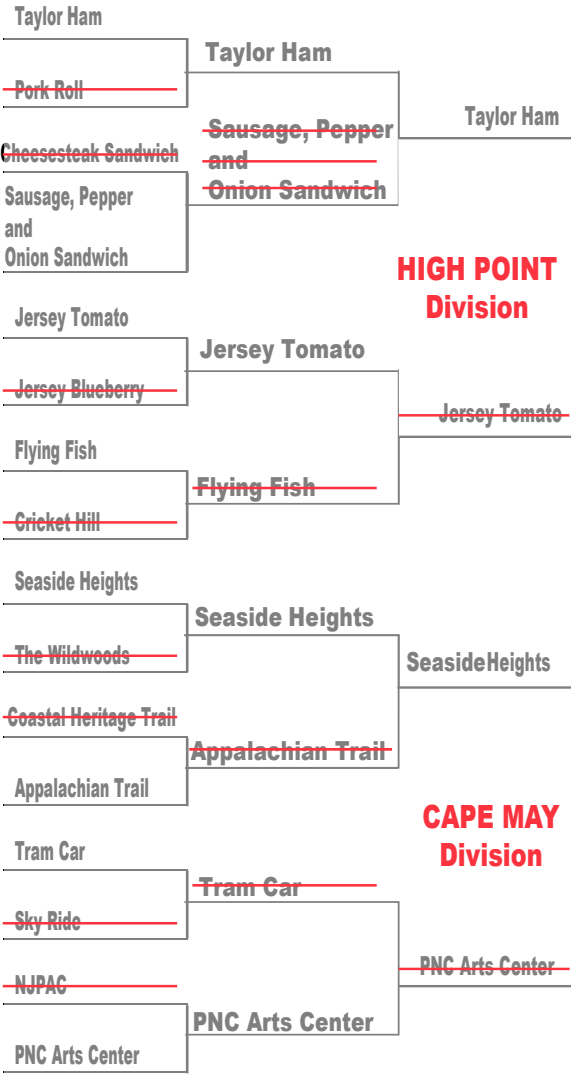 Taylor Ham
Taylor Ham
Pork Roll
Taylor Ham
Cheesesteak Sandwich
Sausage, Pepper
and
Onion Sandwich
Sausage, Pepper
and
Onion Sandwich
HIGH POINT
Division
Jersey Tomato
Jersey Tomato
Jersey Blueberry
Jersey Tomato
Flying Fish
Flying Fish
Cricket Hill
Seaside Heights
Seaside Heights
The Wildwoods
SeasideHeights
Coastal Heritage Trail
Appalachian Trail
Appalachian Trail
CAPE MAY
Division
Tram Car
Tram Car
Sky Ride
PNC Arts Center
NJPAC
PNC Arts Center
PNC Arts Center